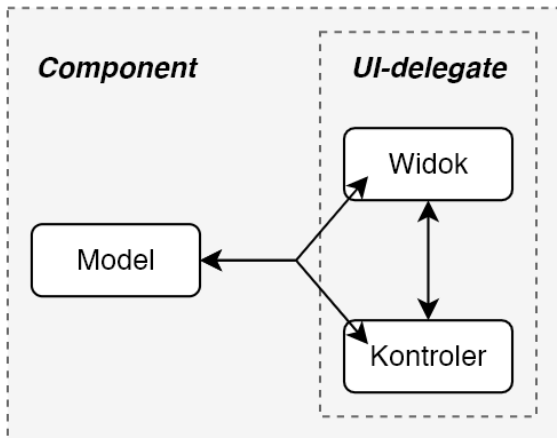 Component
UI-delegate
Widok
Model
Kontroler